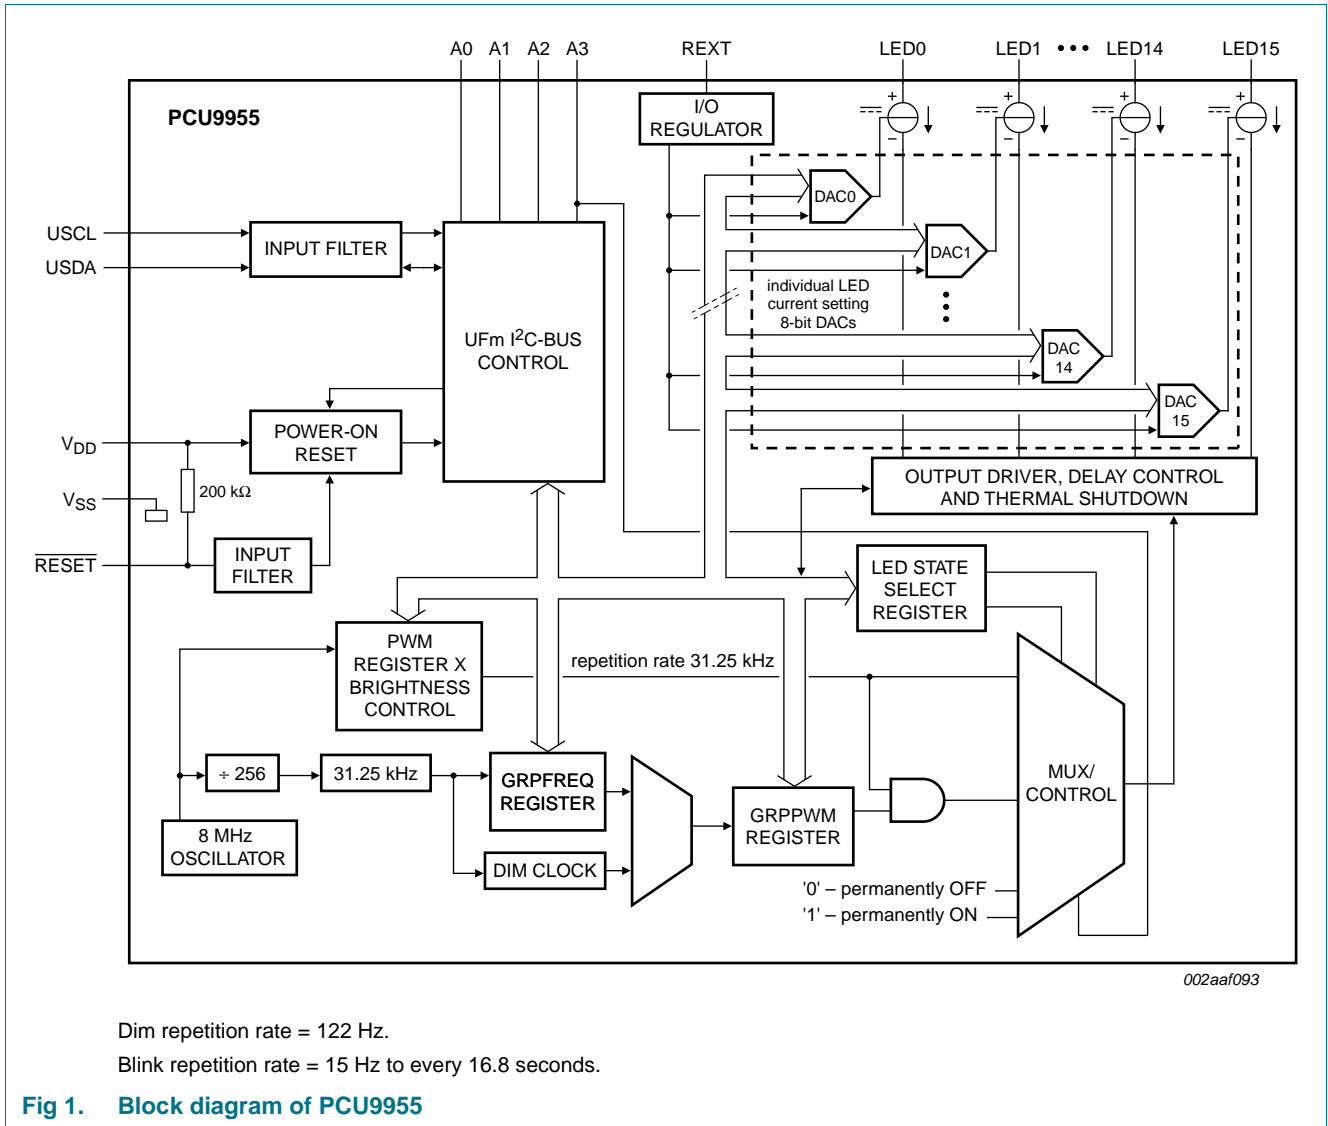 A0 A1 A2 A3 REXT LED0 LED1 ••• LED14 LED15
PCU9955
I/O
REGULATOR
+ + + +
− − − −
DAC0
DAC1
individual LED
current setting
8-bit DACs
DAC
14
DAC
15
USCL
USDA
INPUT FILTER
UFm I²C-BUS
CONTROL
VDD
POWER-ON
RESET
200 kΩ
VSS
RESET
INPUT
FILTER
OUTPUT DRIVER, DELAY CONTROL
AND THERMAL SHUTDOWN
LED STATE
SELECT
REGISTER
PWM
REGISTER X
BRIGHTNESS
CONTROL
repetition rate 31.25 kHz
÷ 256
31.25 kHz
GRPFREQ
REGISTER
8 MHz
OSCILLATOR
DIM CLOCK
GRPPWM
REGISTER
MUX/
CONTROL
'0' – permanently OFF
'1' – permanently ON
002aaf093
Dim repetition rate = 122 Hz.
Blink repetition rate = 15 Hz to every 16.8 seconds.
Fig 1. Block diagram of PCU9955